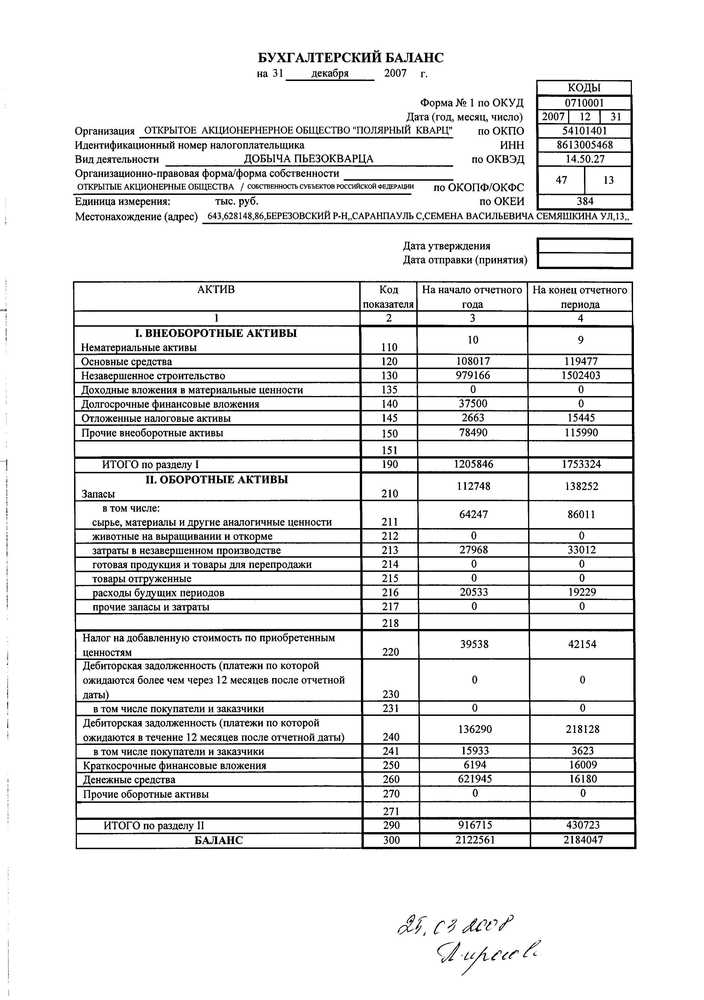 БУХГАЛТЕРСКИЙ БАЛАНС
на 31 декабря 2007 г.
КОДЫ
Форма № 1 по ОКУД 0710001
Дата (год, месяц, число) 2007 12 31
Организация ОТКРЫТОЕ АКЦИОНЕРНЕРНОЕ ОБЩЕСТВО "ПОЛЯРНЫЙ КВАРЦ" по ОКПО 54101401
Идентификационный номер налогоплательщика ИНН 8613005468
Вид деятельности ДОБЫЧА ПЬЕЗОКВАРЦА по ОКВЭД 14.50.27
Организационно-правовая форма/форма собственности
ОТКРЫТЫЕ АКЦИОНЕРНЫЕ ОБЩЕСТВА / СОБСТВЕННОСТЬ СУБЪЕКТОВ РОССИЙСКОЙ ФЕДЕРАЦИИ по ОКОПФ/ОКФС 47 13
Единица измерения: тыс. руб. по ОКЕИ 384
Местонахождение (адрес) 643,628148,86,БЕРЕЗОВСКИЙ Р-Н,,САРАНПАУЛЬ С,СЕМЕНА ВАСИЛЬЕВИЧА СЕМЯШКИНА УЛ,13,,
Дата утверждения
Дата отправки (принятия)
АКТИВ Код На начало отчетного На конец отчетного
показателя года периода
1 2 3 4
I. ВНЕОБОРОТНЫЕ АКТИВЫ
Нематериальные активы 110 10 9
Основные средства 120 108017 119477
Незавершенное строительство 130 979166 1502403
Доходные вложения в материальные ценности 135 0 0
Долгосрочные финансовые вложения 140 37500 0
Отложенные налоговые активы 145 2663 15445
Прочие внеоборотные активы 150 78490 115990
151
ИТОГО по разделу I 190 1205846 1753324
II. ОБОРОТНЫЕ АКТИВЫ
Запасы 210 112748 138252
в том числе:
сырье, материалы и другие аналогичные ценности 211 64247 86011
животные на выращивании и откорме 212 0 0
затраты в незавершенном производстве 213 27968 33012
готовая продукция и товары для перепродажи 214 0 0
товары отгруженные 215 0 0
расходы будущих периодов 216 20533 19229
прочие запасы и затраты 217 0 0
218
Налог на добавленную стоимость по приобретенным
ценностям 220 39538 42154
Дебиторская задолженность (платежи по которой
ожидаются более чем через 12 месяцев после отчетной
даты) 230 0 0
в том числе покупатели и заказчики 231 0 0
Дебиторская задолженность (платежи по которой
ожидаются в течение 12 месяцев после отчетной даты) 240 136290 218128
в том числе покупатели и заказчики 241 15933 3623
Краткосрочные финансовые вложения 250 6194 16009
Денежные средства 260 621945 16180
Прочие оборотные активы 270 0 0
271
ИТОГО по разделу II 290 916715 430723
БАЛАНС 300 2122561 2184047
25.03 2008